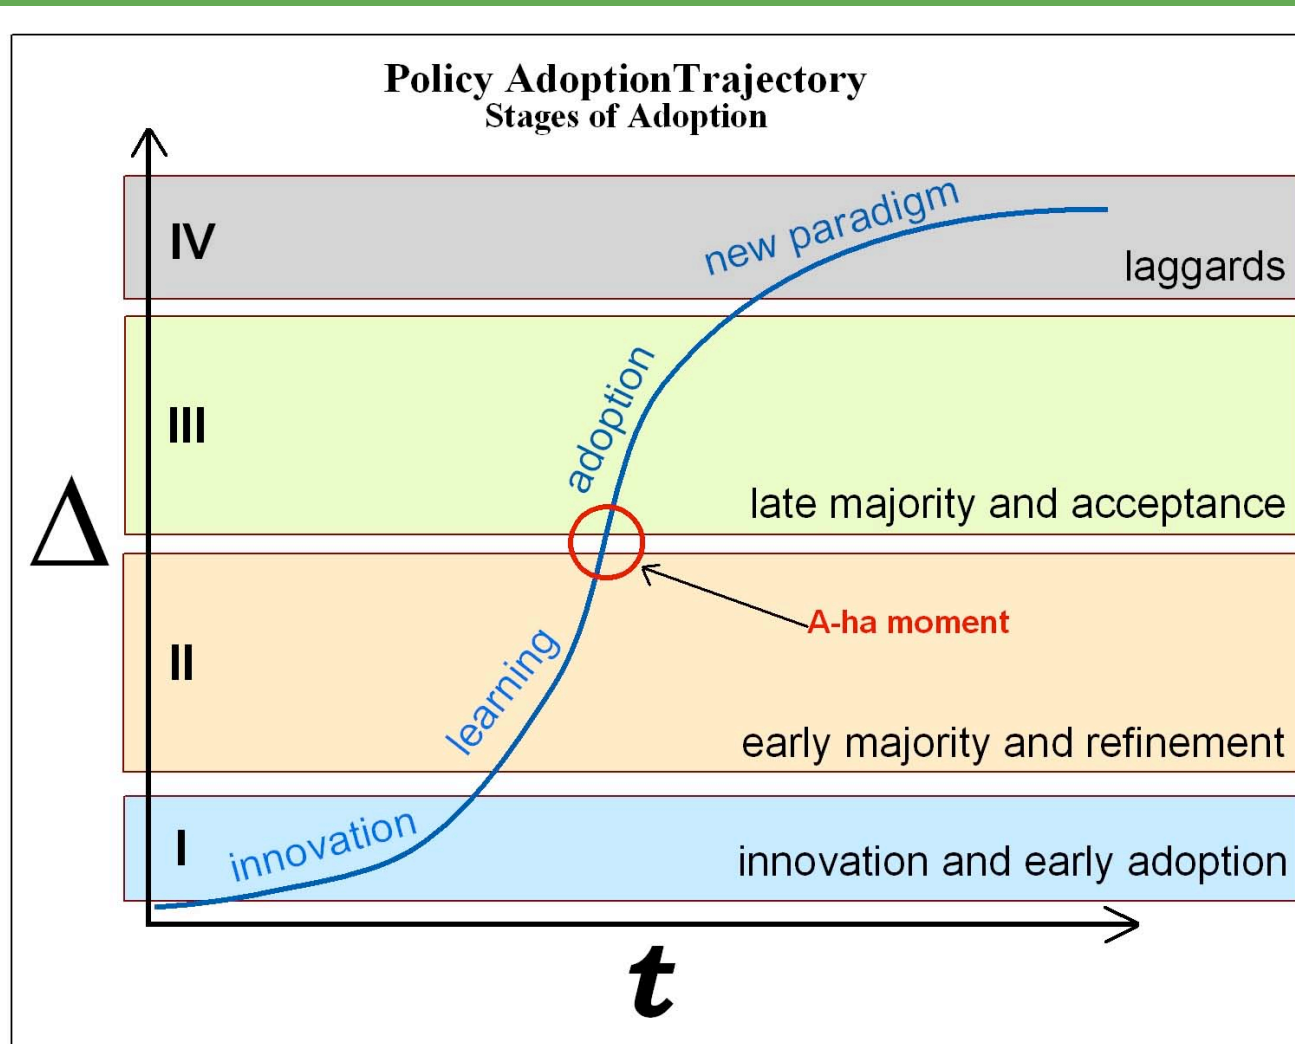 Policy AdoptionTrajectory
Stages of Adoption
IV
new paradigm
laggards
III
adoption
late majority and acceptance
Δ
A-ha moment
II
learning
early majority and refinement
I
innovation
innovation and early adoption
t